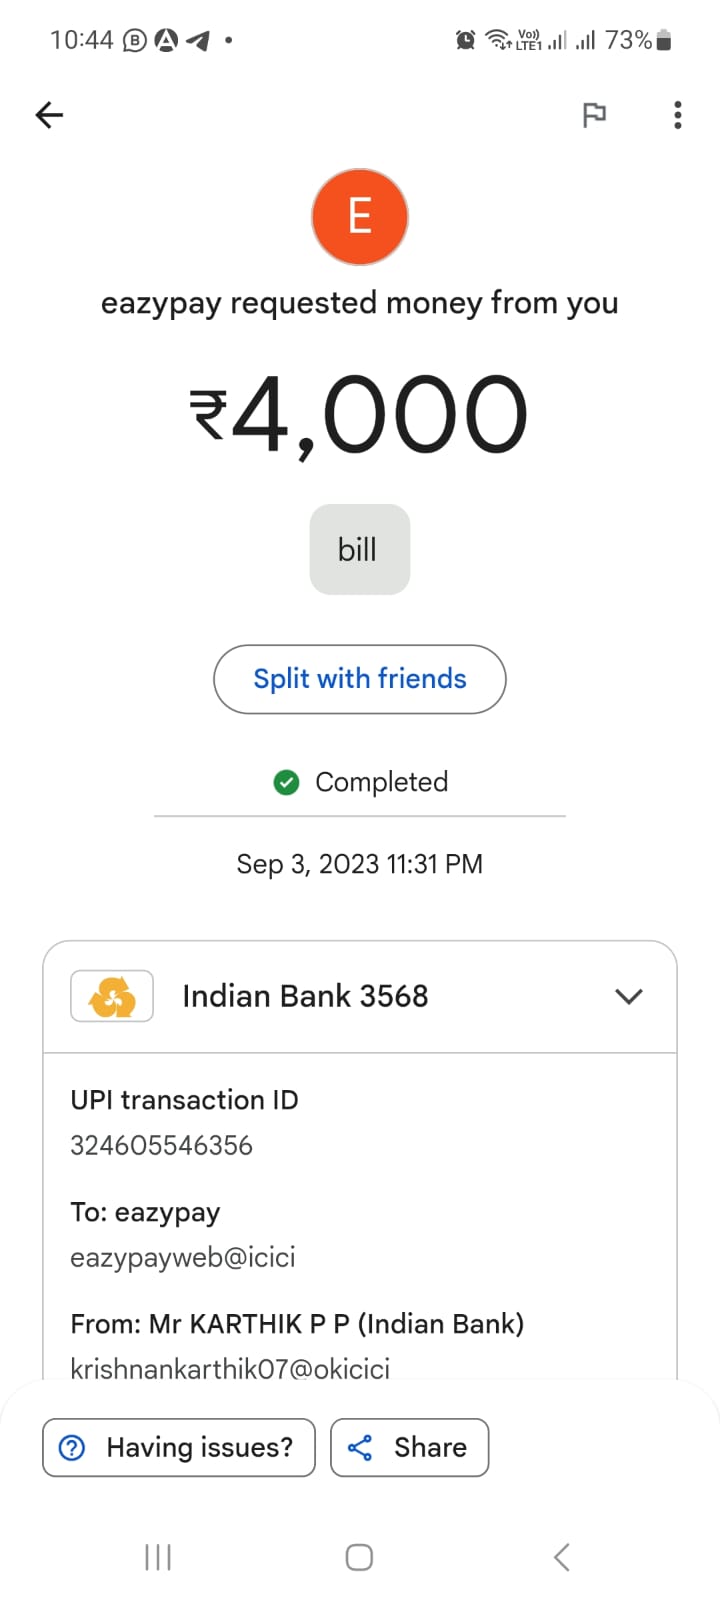 10:44
Vo)) LTE1 73%
E
eazypay requested money from you
₹4,000
bill
Split with friends
Completed
Sep 3, 2023 11:31 PM
Indian Bank 3568
UPI transaction ID
324605546356
To: eazypay
eazypayweb@icici
From: Mr KARTHIK P P (Indian Bank)
krishnankarthik07@okicici
Having issues?
Share